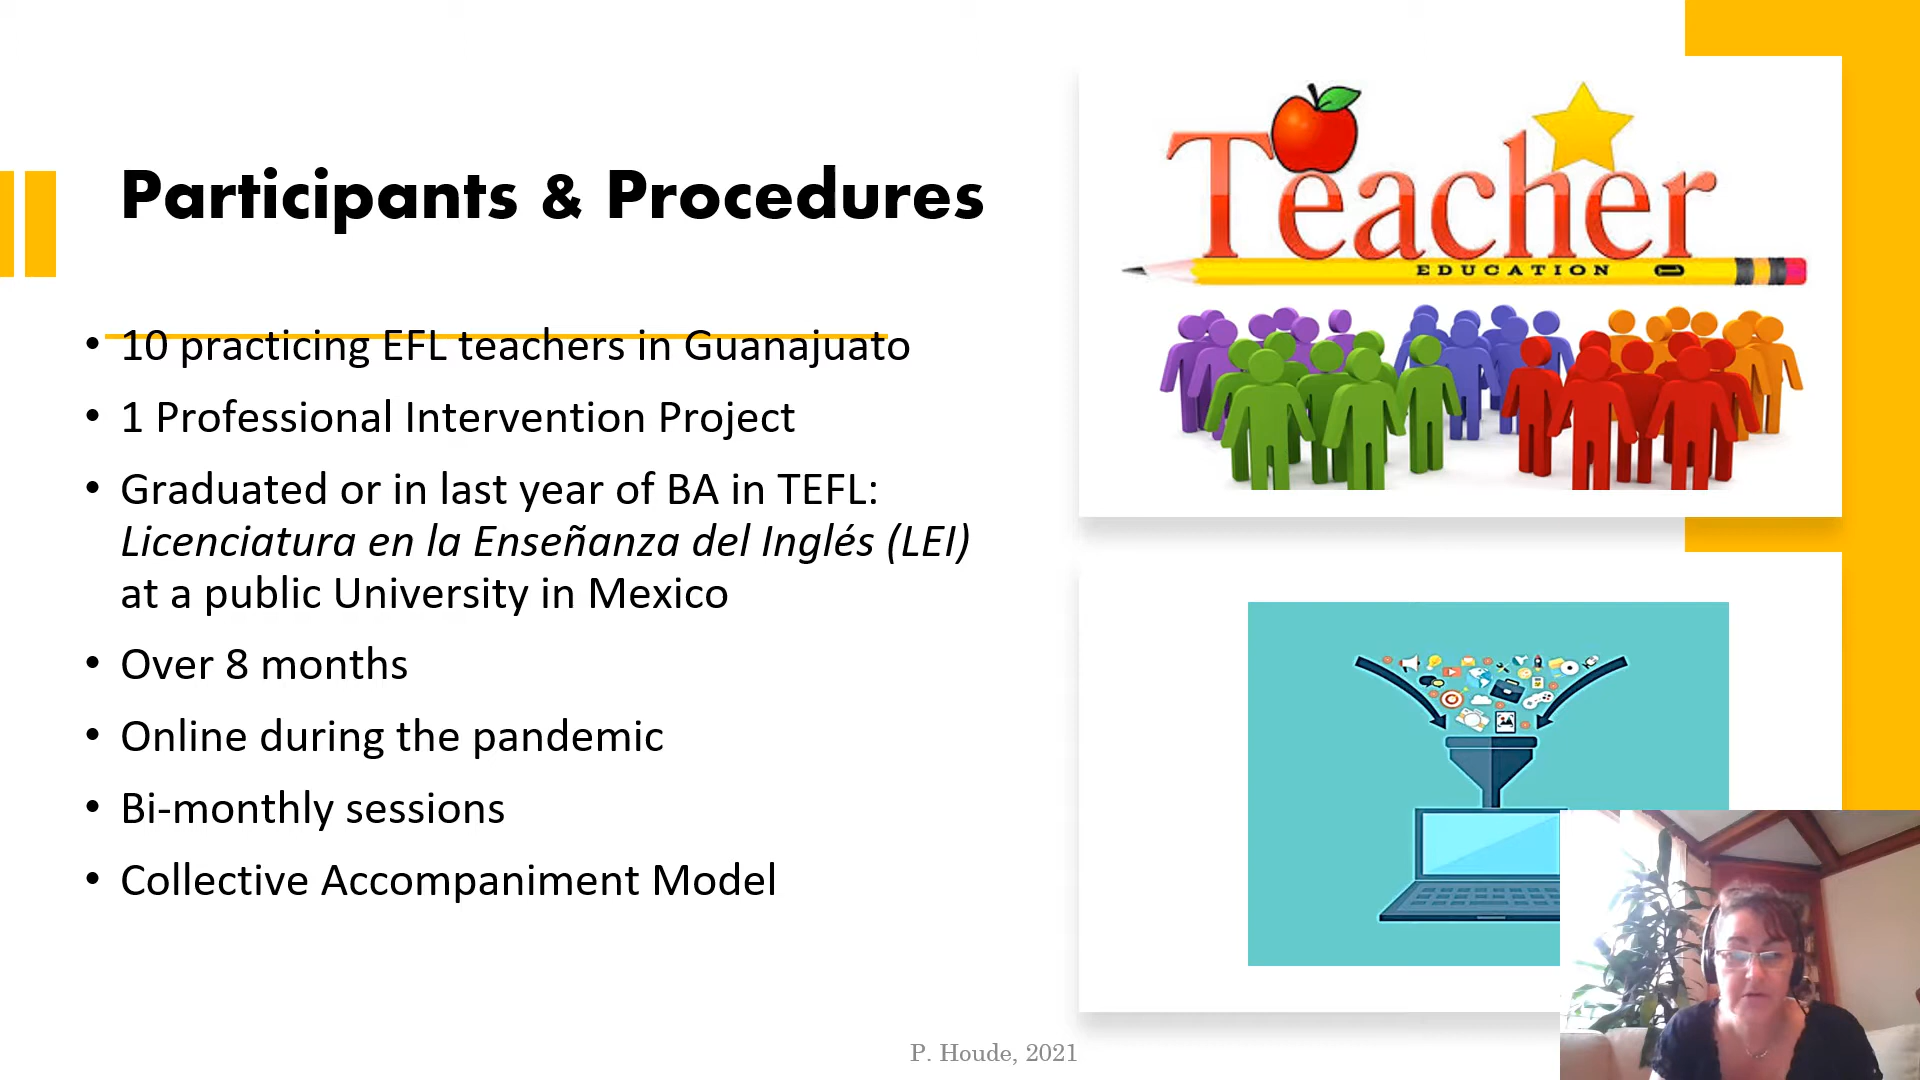 Participants & Procedures
• 10 practicing EFL teachers in Guanajuato
• 1 Professional Intervention Project
• Graduated or in last year of BA in TEFL:
Licenciatura en la Enseñanza del Inglés (LEI)
at a public University in Mexico
• Over 8 months
• Online during the pandemic
• Bi-monthly sessions
• Collective Accompaniment Model
Teacher
EDUCATION 1
P. Houde, 2021